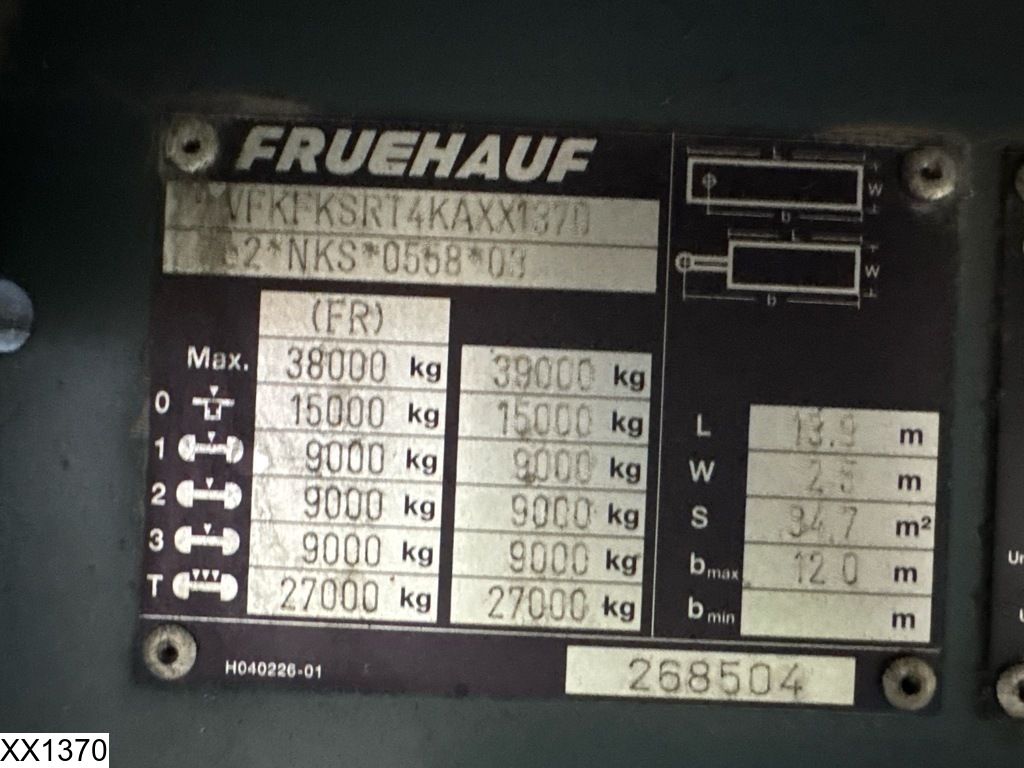 FRUEHAUF
VFKFKSRT4KAXX1370
2*NKS*0558*03
(FR)
Max. 38000 kg 39000 kg
0 15000 kg 15000 kg
1 9000 kg 9000 kg
2 9000 kg 9000 kg
3 9000 kg 9000 kg
T 27000 kg 27000 kg
L
W
b
L
W
b
L 13.9 m
W 2.5 m
S 34.7 m²
bmax 12.0 m
bmin m
H040226-01
268504
XX1370